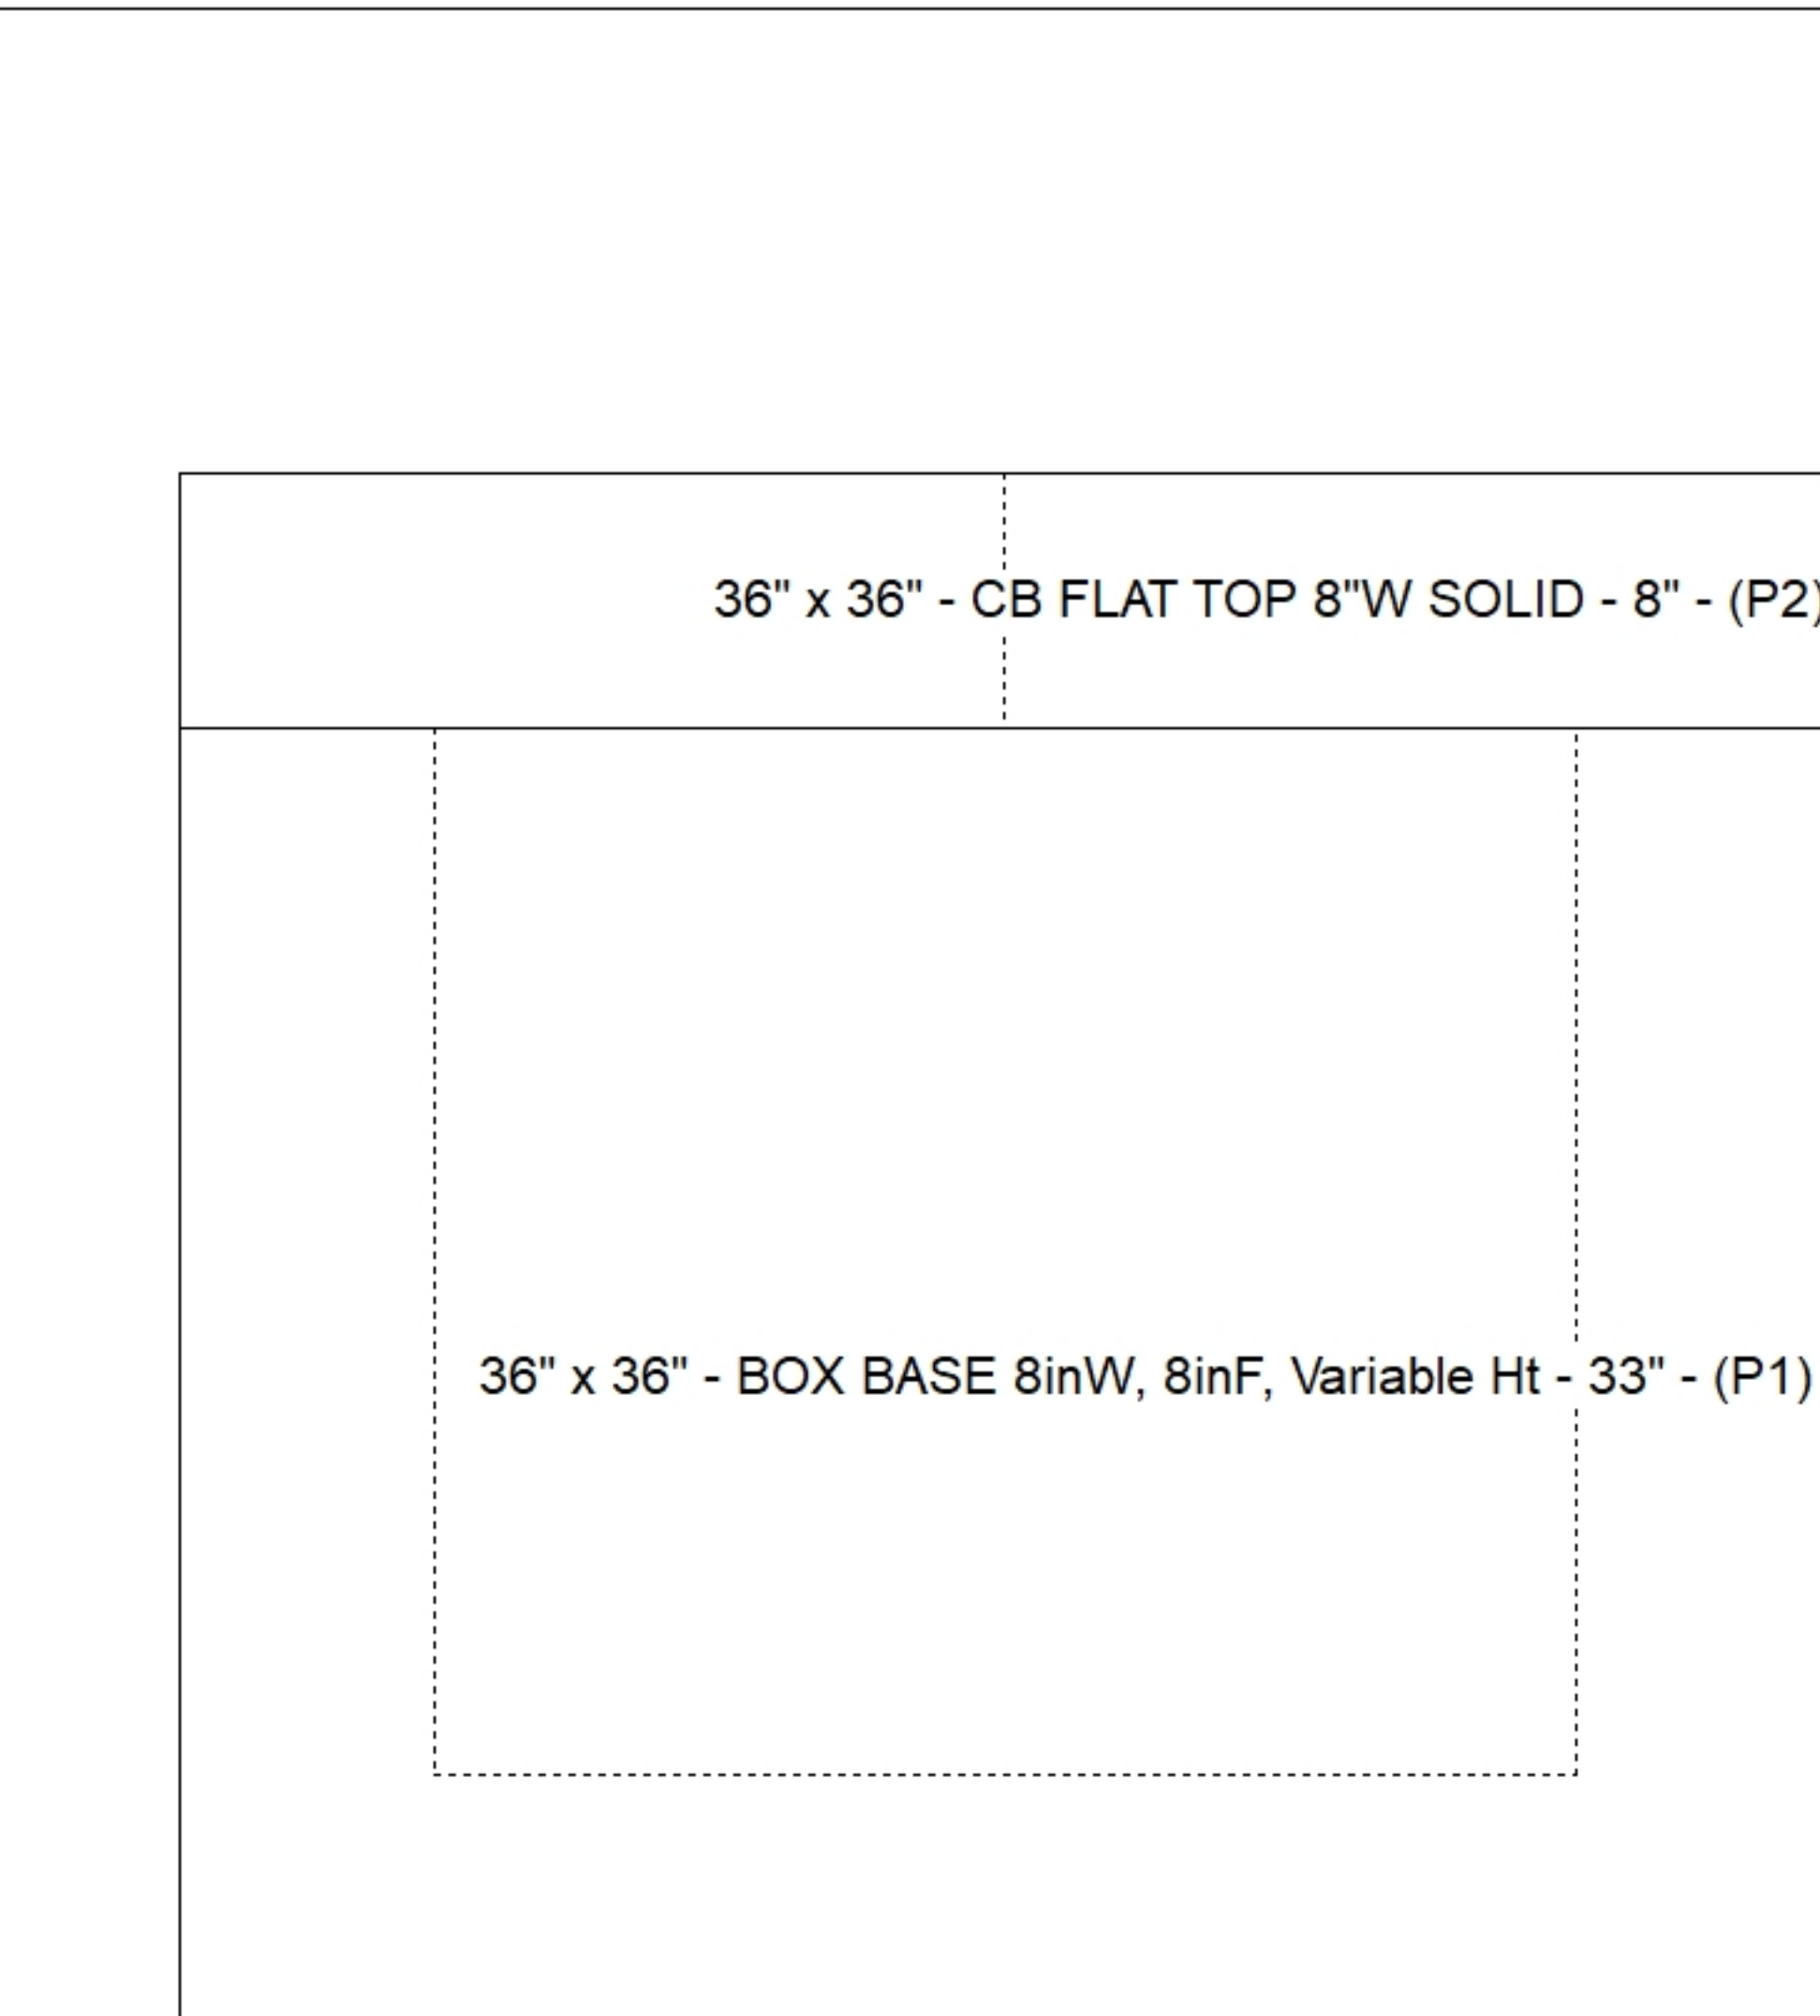 36" x 36" - CB FLAT TOP 8"W SOLID - 8" - (P2)
36" x 36" - BOX BASE 8inW, 8inF, Variable Ht - 33" - (P1)